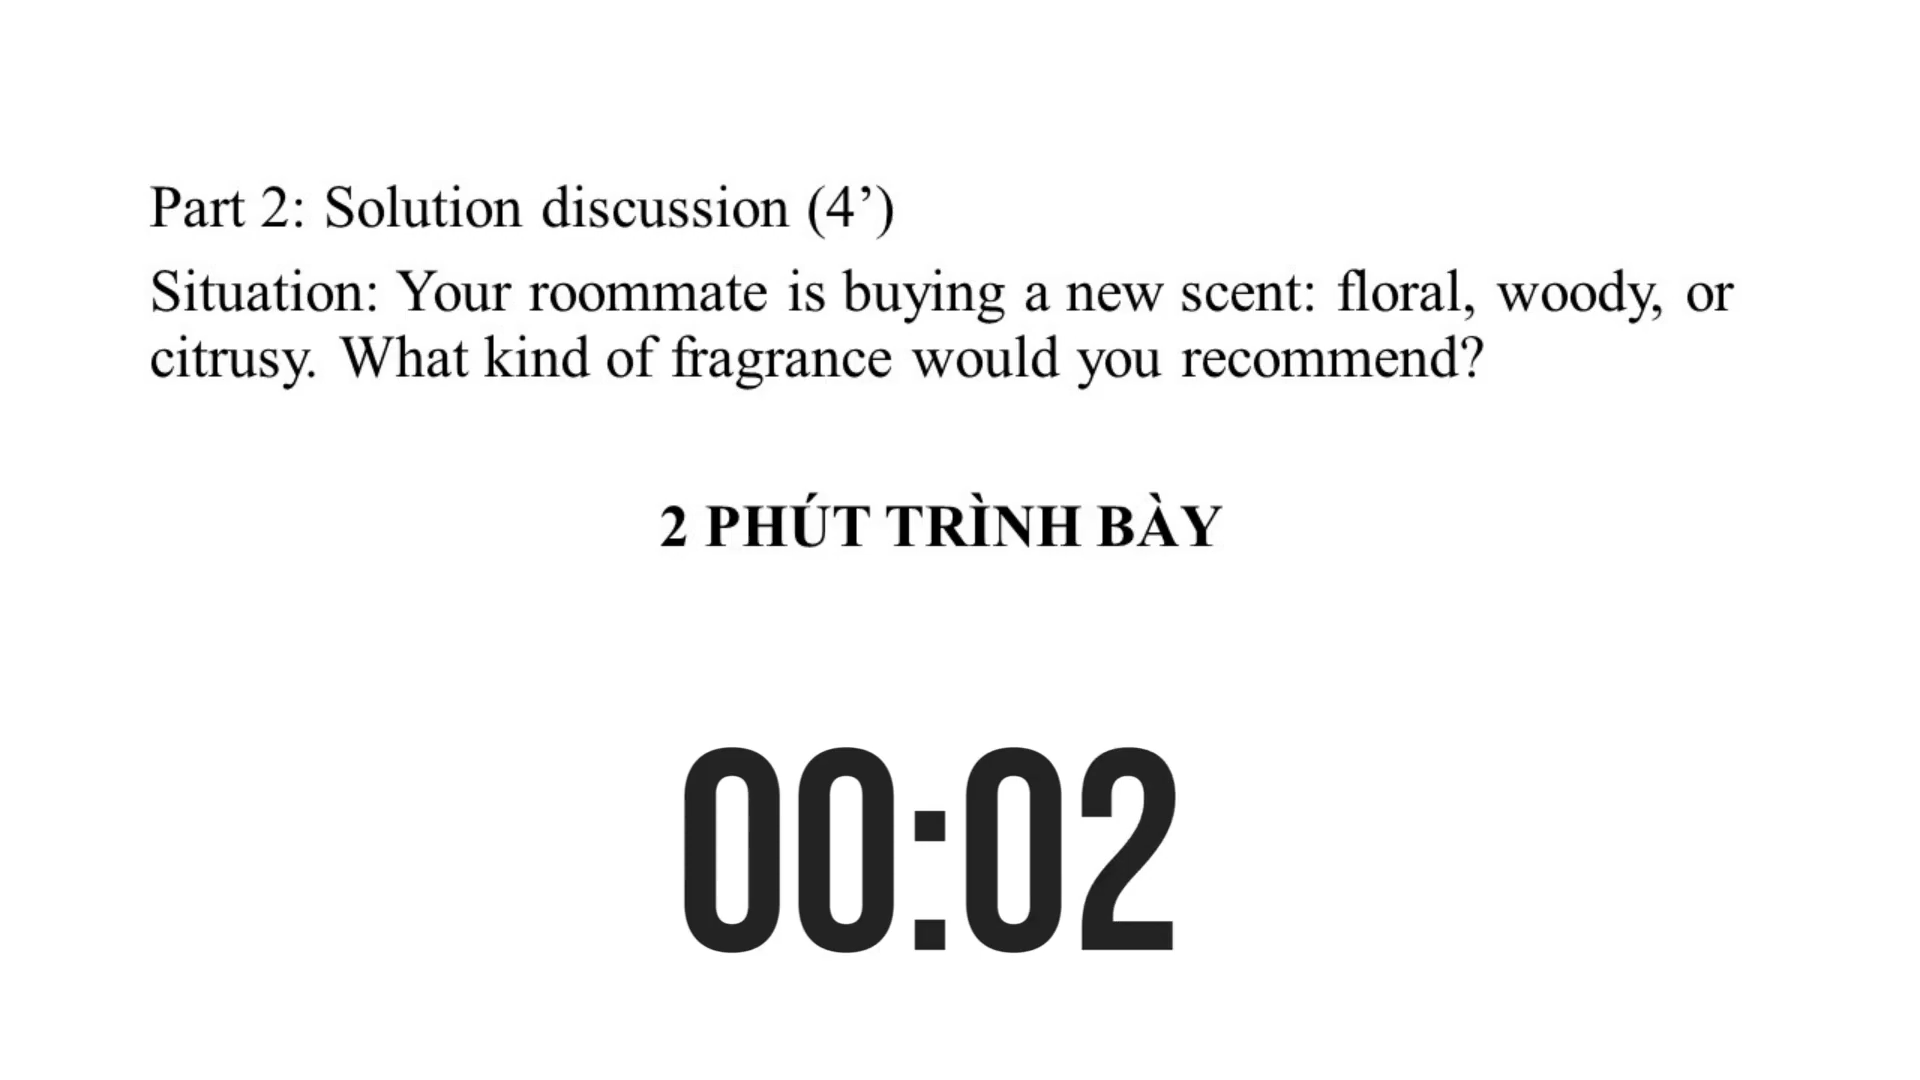 Part 2: Solution discussion (4’)
Situation: Your roommate is buying a new scent: floral, woody, or
citrusy. What kind of fragrance would you recommend?
2 PHÚT TRÌNH BÀY
00:02